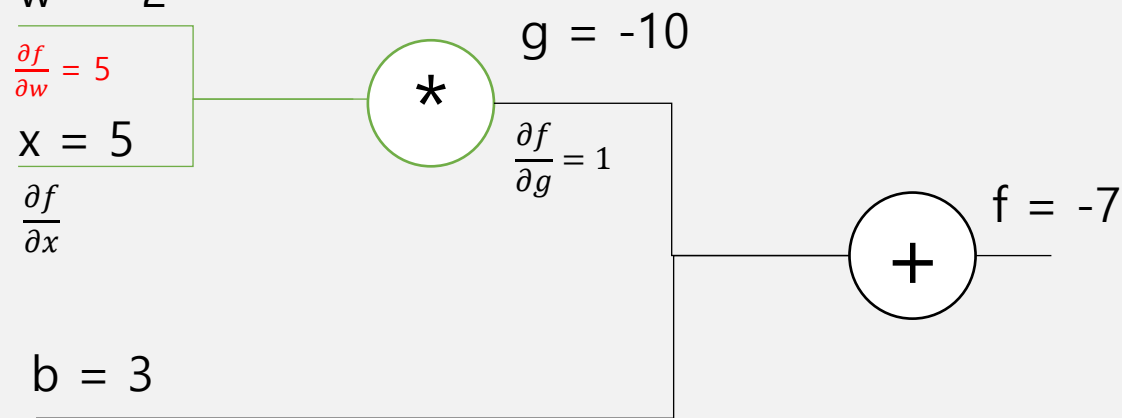 g = -10
∂f/∂w = 5
*
x = 5
∂f/∂g = 1
∂f/∂x
f = -7
+
b = 3